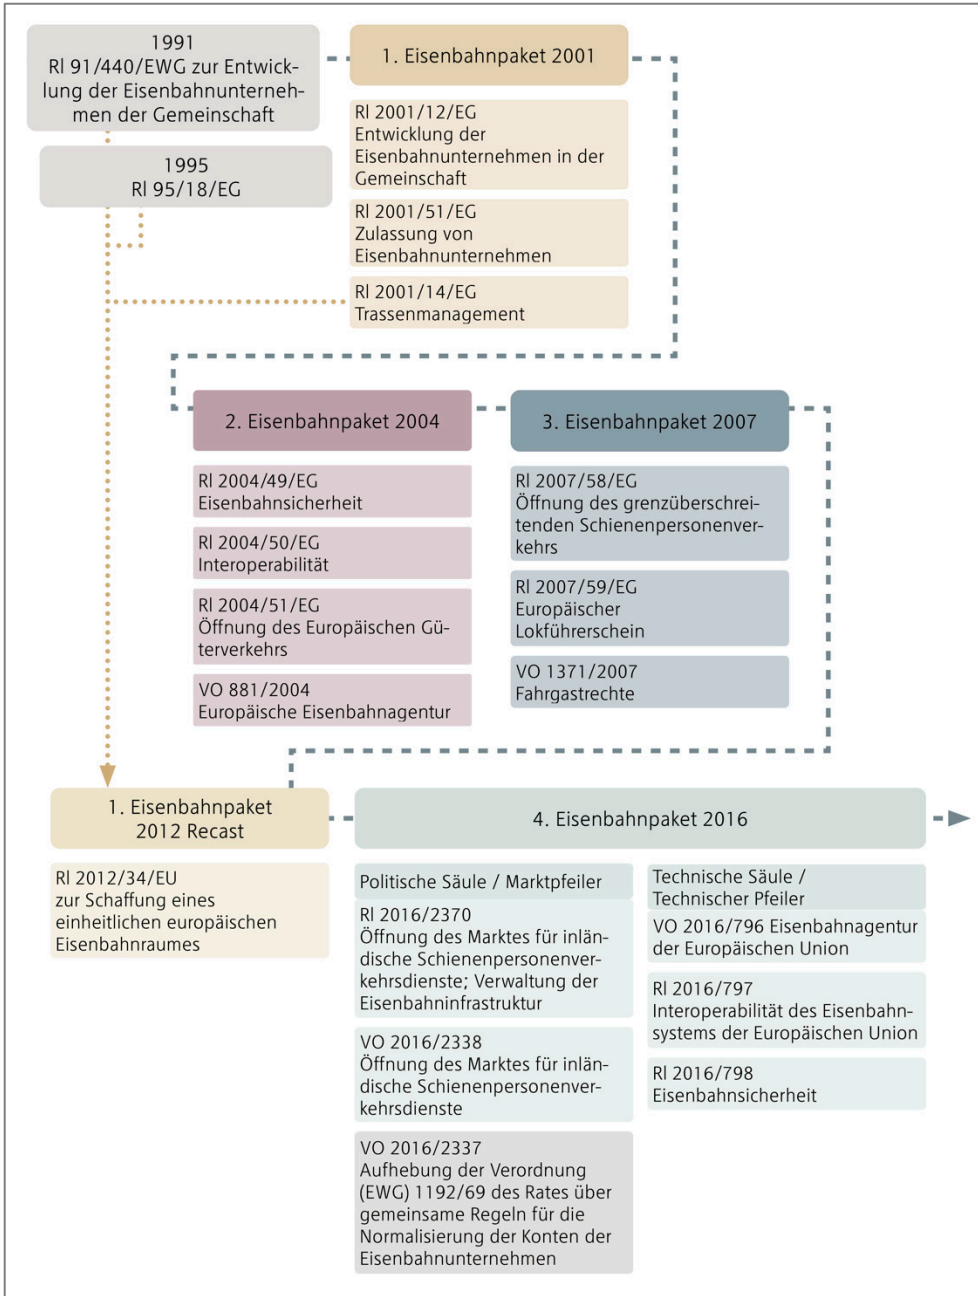 1991
Rl 91/440/EWG zur Entwick-
lung der Eisenbahnunterneh-
men der Gemeinschaft
1995
Rl 95/18/EG
1. Eisenbahnpaket 2001
Rl 2001/12/EG
Entwicklung der
Eisenbahnunternehmen in der
Gemeinschaft
Rl 2001/51/EG
Zulassung von
Eisenbahnunternehmen
Rl 2001/14/EG
Trassenmanagement
2. Eisenbahnpaket 2004
Rl 2004/49/EG
Eisenbahnsicherheit
Rl 2004/50/EG
Interoperabilität
Rl 2004/51/EG
Öffnung des Europäischen Gü-
terverkehrs
VO 881/2004
Europäische Eisenbahnagentur
3. Eisenbahnpaket 2007
Rl 2007/58/EG
Öffnung des grenzüberschrei-
tenden Schienenpersonenver-
kehrs
Rl 2007/59/EG
Europäischer
Lokführerschein
VO 1371/2007
Fahrgastrechte
1. Eisenbahnpaket
2012 Recast
Rl 2012/34/EU
zur Schaffung eines
einheitlichen europäischen
Eisenbahnraumes
4. Eisenbahnpaket 2016
Politische Säule / Marktpfeiler
Rl 2016/2370
Öffnung des Marktes für inlän-
dische Schienenpersonenver-
kehrsdienste; Verwaltung der
Eisenbahninfrastruktur
VO 2016/2338
Öffnung des Marktes für inlän-
dische Schienenpersonenver-
kehrsdienste
VO 2016/2337
Aufhebung der Verordnung
(EWG) 1192/69 des Rates über
gemeinsame Regeln für die
Normalisierung der Konten der
Eisenbahnunternehmen
Technische Säule /
Technischer Pfeiler
VO 2016/796 Eisenbahnagentur
der Europäischen Union
Rl 2016/797
Interoperabilität des Eisenbahn-
systems der Europäischen Union
Rl 2016/798
Eisenbahnsicherheit